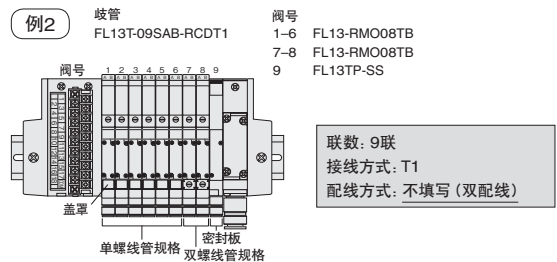 例2
歧管
FL13T-09SAB-RCDT1
阀号
1–6 FL13-RMO08TB
7–8 FL13-RMO08TB
9 FL13TP-SS
阀号
1 2 3 4 5 6 7 8 9
联数: 9联
接线方式: T1
配线方式: 不填写 (双配线)
盖罩
密封板
单螺线管规格
双螺线管规格